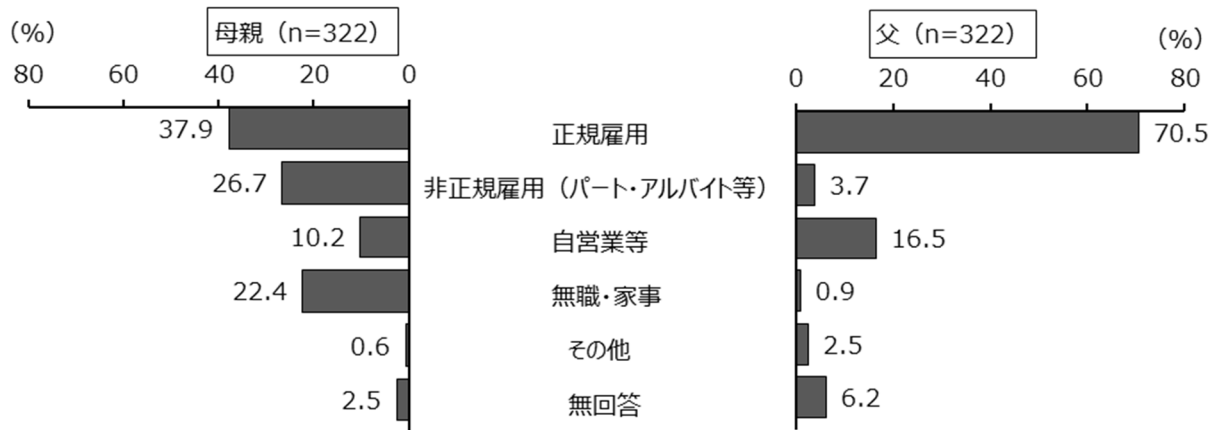 (%) 母親（n=322） 父（n=322） (%)
80 60 40 20 0 0 20 40 60 80
37.9 正規雇用 70.5
26.7 非正規雇用（パート・アルバイト等） 3.7
10.2 自営業等 16.5
22.4 無職・家事 0.9
0.6 その他 2.5
2.5 無回答 6.2